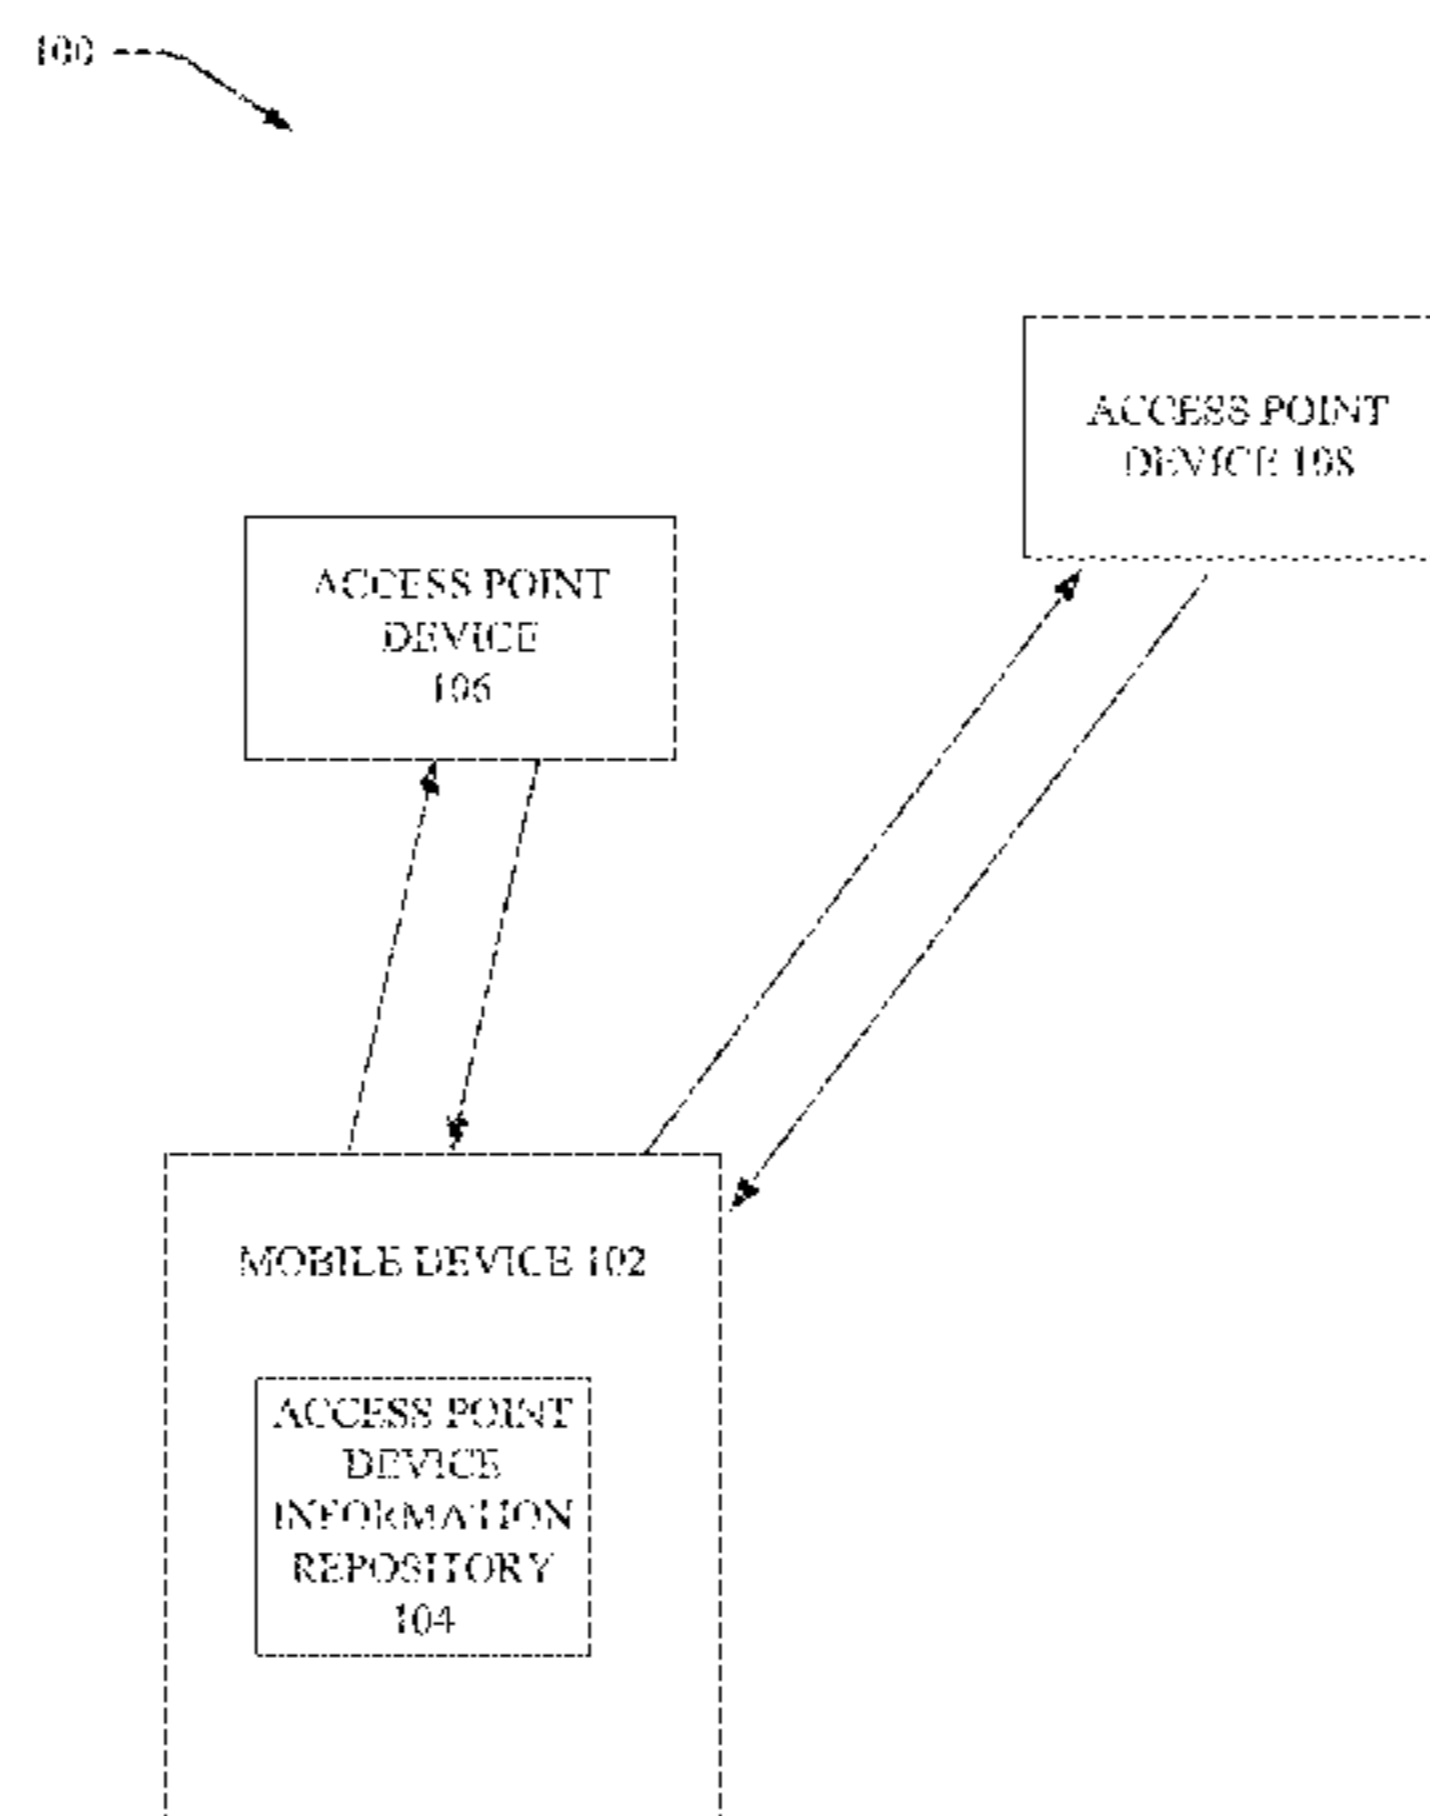 100
ACCESS POINT
DEVICE 108
ACCESS POINT
DEVICE
106
MOBILE DEVICE 102
ACCESS POINT
DEVICE
INFORMATION
REPOSITORY
104